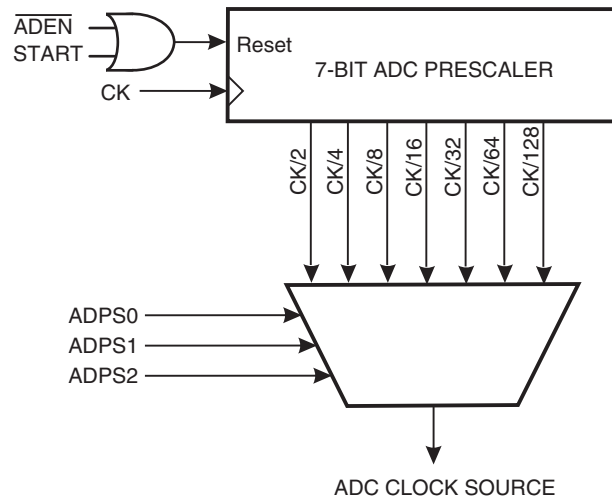 ADEN
START
Reset
7-BIT ADC PRESCALER
CK
CK/2
CK/4
CK/8
CK/16
CK/32
CK/64
CK/128
ADPS0
ADPS1
ADPS2
ADC CLOCK SOURCE